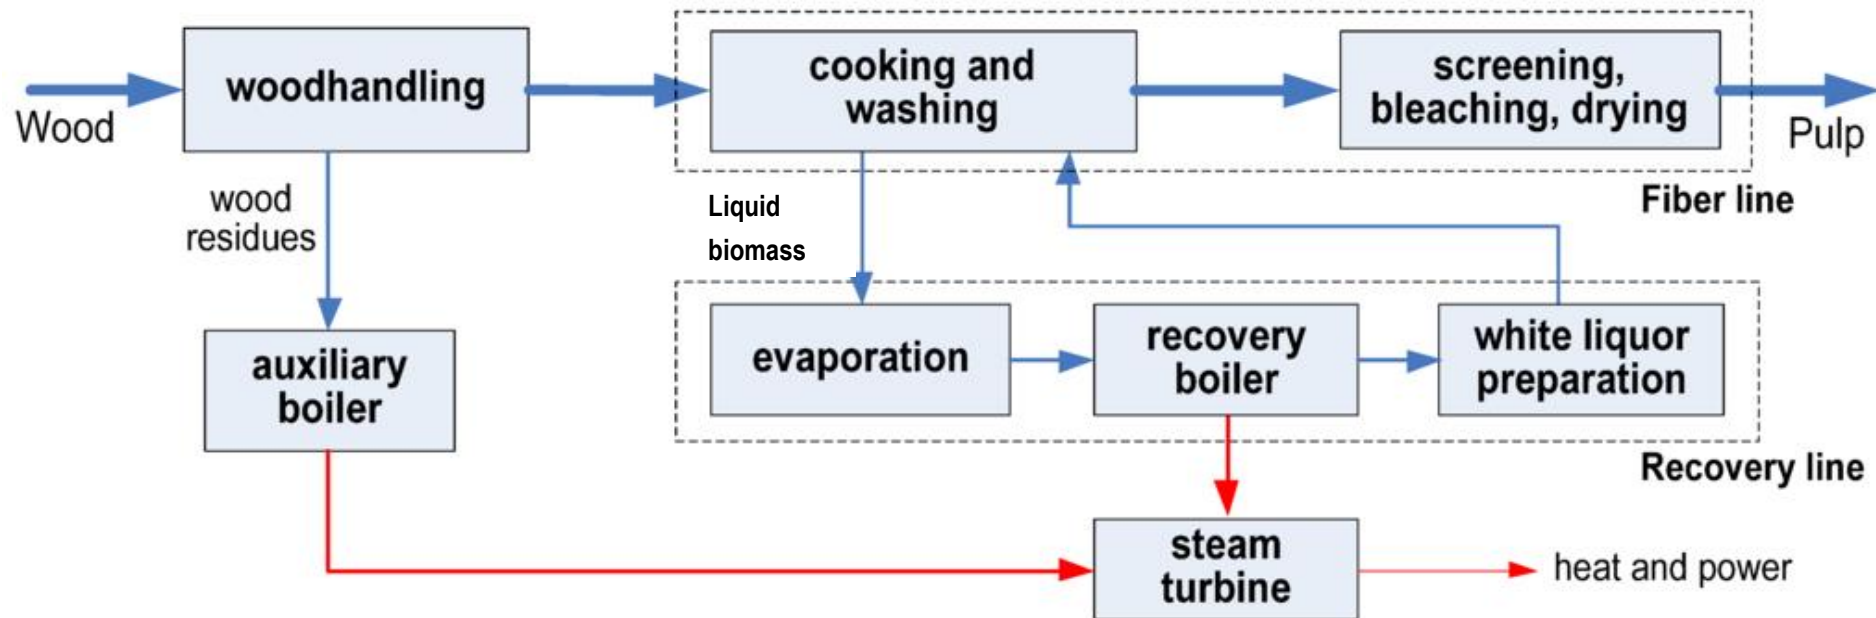 Wood
woodhandling
cooking and
washing
screening,
bleaching, drying
Pulp
Fiber line
wood
residues
Liquid
biomass
auxiliary
boiler
evaporation
recovery
boiler
white liquor
preparation
Recovery line
steam
turbine
heat and power